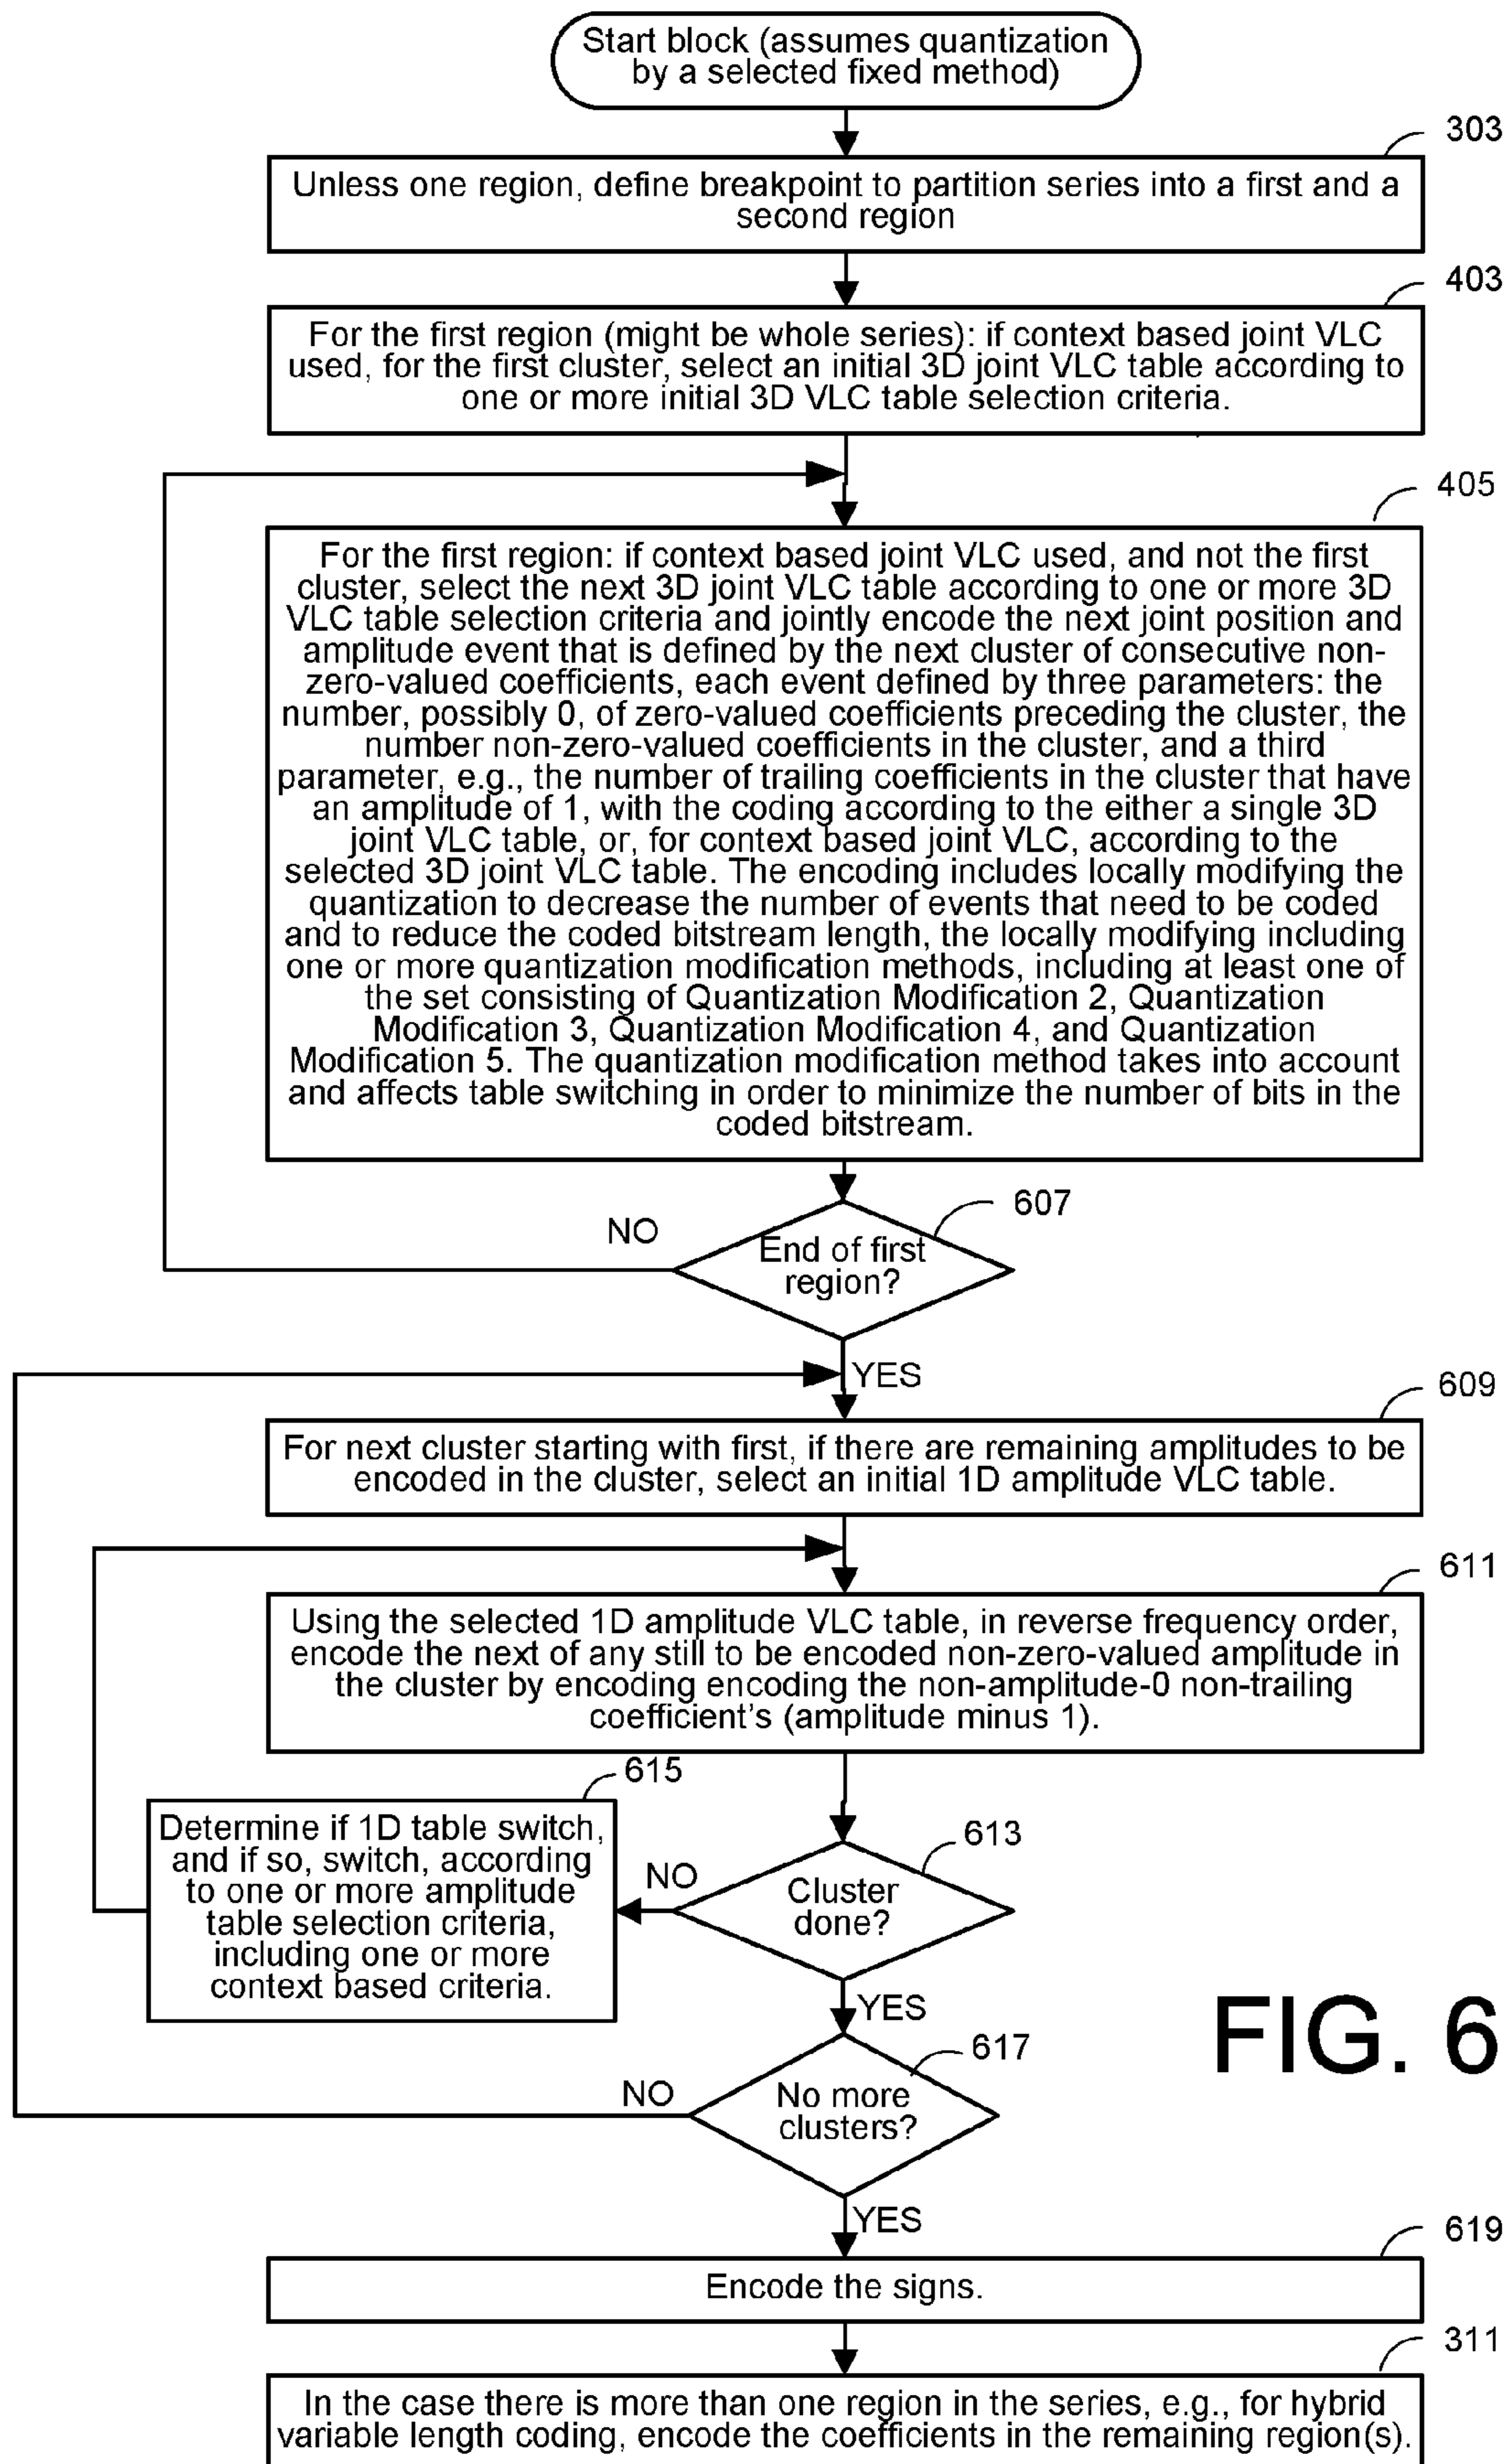 Start block (assumes quantization
by a selected fixed method)
303
Unless one region, define breakpoint to partition series into a first and a
second region
403
For the first region (might be whole series): if context based joint VLC
used, for the first cluster, select an initial 3D joint VLC table according to
one or more initial 3D VLC table selection criteria.
405
For the first region: if context based joint VLC used, and not the first
cluster, select the next 3D joint VLC table according to one or more 3D
VLC table selection criteria and jointly encode the next joint position and
amplitude event that is defined by the next cluster of consecutive non-
zero-valued coefficients, each event defined by three parameters: the
number, possibly 0, of zero-valued coefficients preceding the cluster, the
number non-zero-valued coefficients in the cluster, and a third
parameter, e.g., the number of trailing coefficients in the cluster that have
an amplitude of 1, with the coding according to the either a single 3D
joint VLC table, or, for context based joint VLC, according to the
selected 3D joint VLC table. The encoding includes locally modifying the
quantization to decrease the number of events that need to be coded
and to reduce the coded bitstream length, the locally modifying including
one or more quantization modification methods, including at least one of
the set consisting of Quantization Modification 2, Quantization
Modification 3, Quantization Modification 4, and Quantization
Modification 5. The quantization modification method takes into account
and affects table switching in order to minimize the number of bits in the
coded bitstream.
607
NO
End of first
region?
YES
609
For next cluster starting with first, if there are remaining amplitudes to be
encoded in the cluster, select an initial 1D amplitude VLC table.
611
Using the selected 1D amplitude VLC table, in reverse frequency order,
encode the next of any still to be encoded non-zero-valued amplitude in
the cluster by encoding encoding the non-amplitude-0 non-trailing
coefficient's (amplitude minus 1).
615
Determine if 1D table switch,
and if so, switch, according
to one or more amplitude
table selection criteria,
including one or more
context based criteria.
613
NO
Cluster
done?
YES
FIG. 6
617
NO
No more
clusters?
YES
619
Encode the signs.
311
In the case there is more than one region in the series, e.g., for hybrid
variable length coding, encode the coefficients in the remaining region(s).